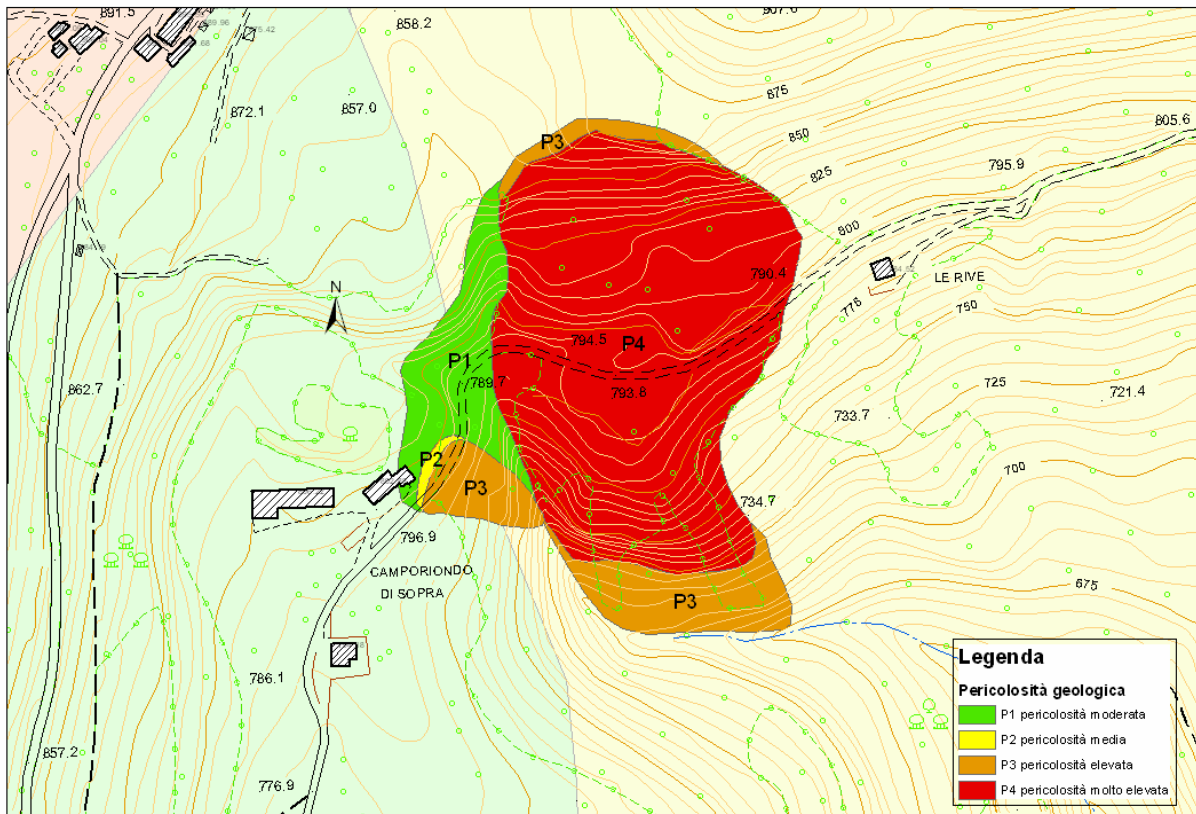 891.5
858.2
907.6
875.42
872.1
857.0
875
850
825
805.6
795.9
P3
800
790.4
LE RIVE
778
750
N
P1
794.5
P4
789.7
793.8
862.7
725
721.4
733.7
P2
P3
700
734.7
796.9
CAMPORIONDO
DI SOPRA
P3
675
786.1
857.2
776.9
Legenda
Pericolosità geologica
P1 pericolosità moderata
P2 pericolosità media
P3 pericolosità elevata
P4 pericolosità molto elevata